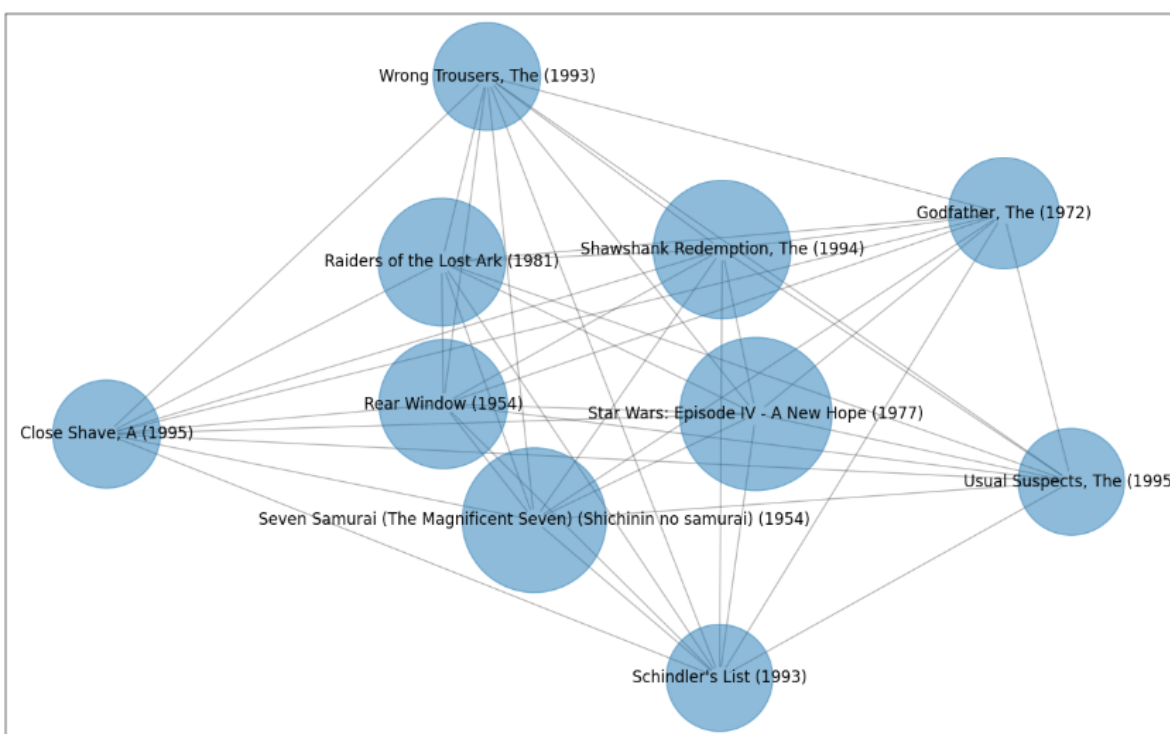 Wrong Trousers, The (1993)
Godfather, The (1972)
Shawshank Redemption, The (1994)
Raiders of the Lost Ark (1981)
Rear Window (1954)
Star Wars: Episode IV - A New Hope (1977)
Close Shave, A (1995)
Usual Suspects, The (1995
Seven Samurai (The Magnificent Seven) (Shichinin no samurai) (1954)
Schindler's List (1993)